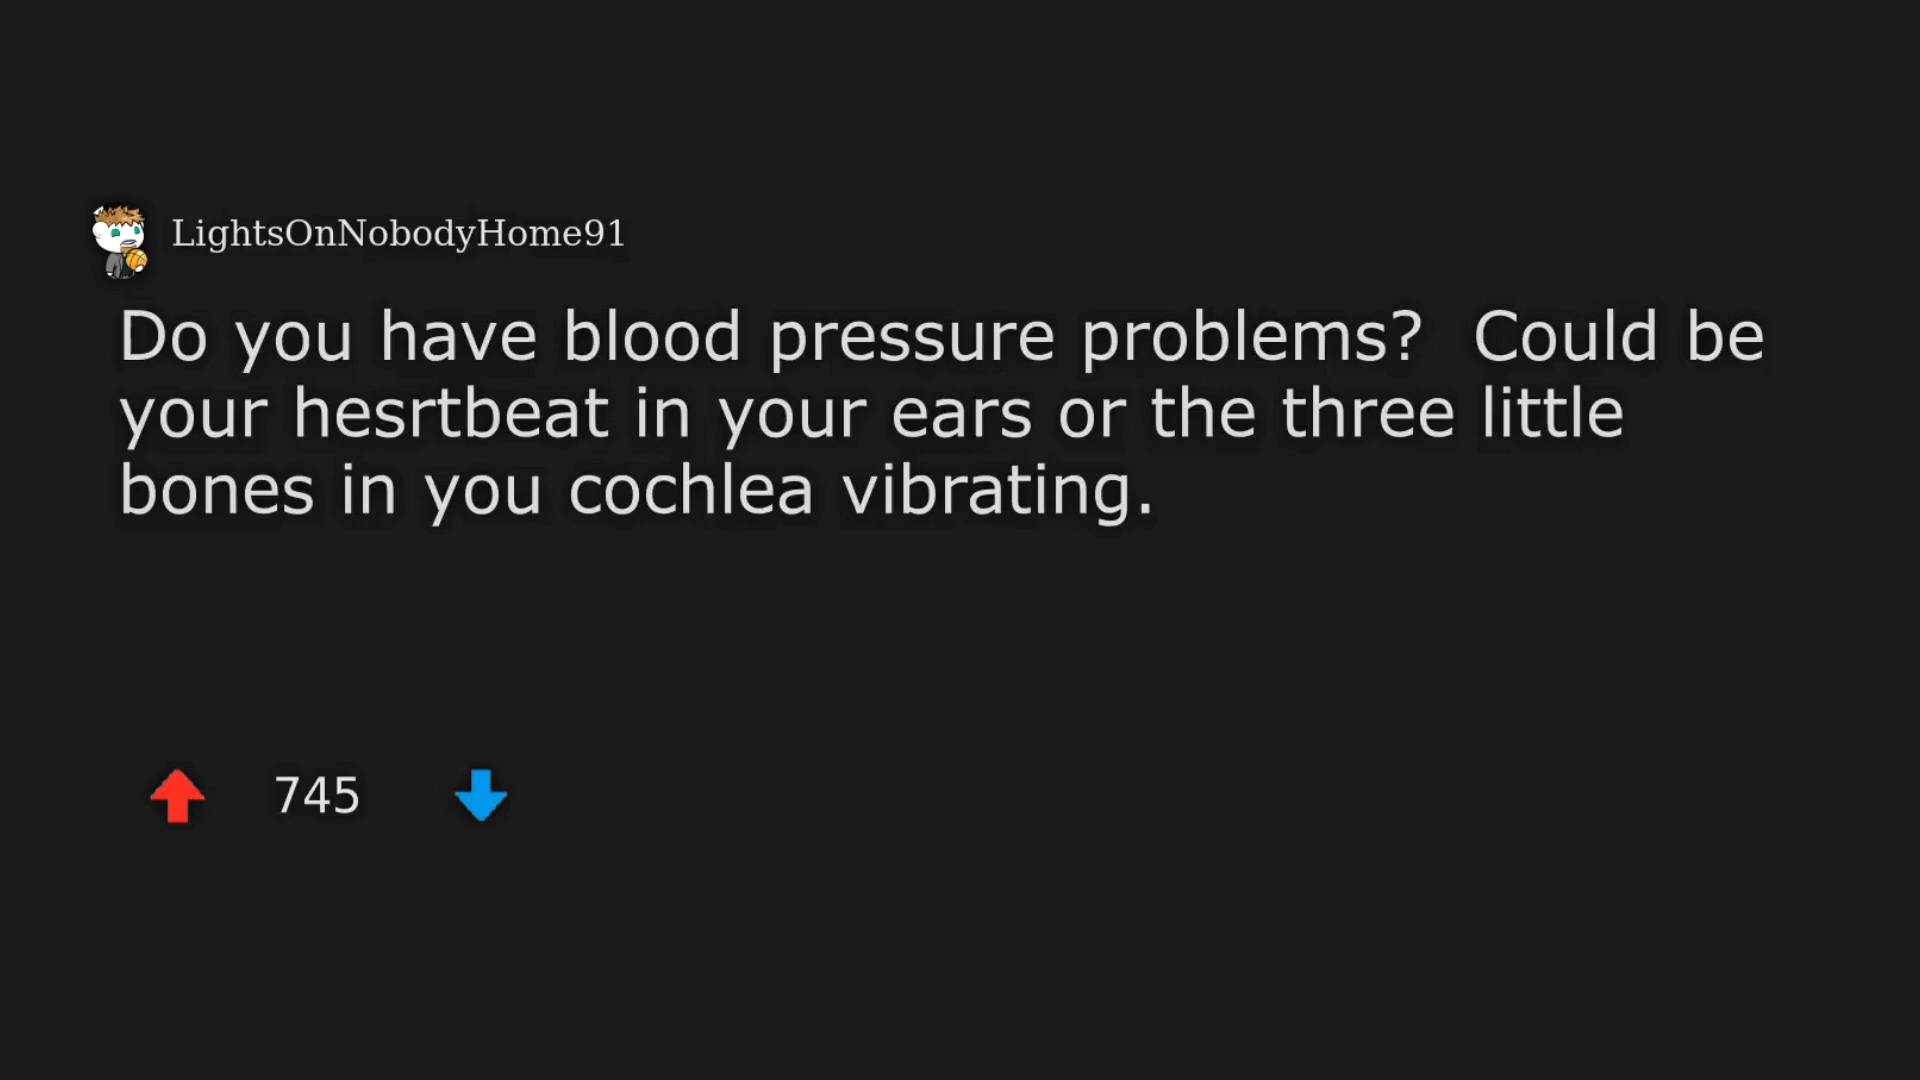 LightsOnNobodyHome91
Do you have blood pressure problems?  Could be
your hesrtbeat in your ears or the three little
bones in you cochlea vibrating.
745